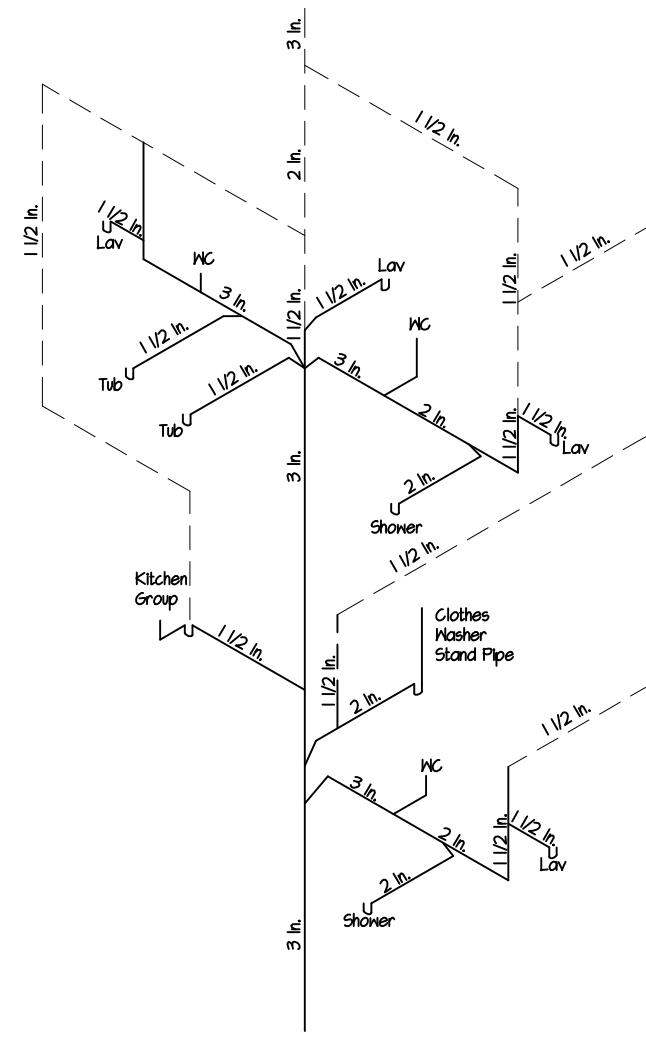 3 In.
1 1/2 In.
2 In.
1 1/2 In.
1 1/2 In.
Lav
1 1/2 In.
WC
Lav
1 1/2 In.
1 1/2 In.
3 In.
1 1/2 In.
WC
1 1/2 In.
3 In.
Tub
1 1/2 In.
2 In.
1 1/2 In.
1 1/2 In.
Tub
Lav
3 In.
2 In.
Shower
1 1/2 In.
Kitchen
Group
Clothes
Washer
Stand Pipe
1 1/2 In.
1 1/2 In.
2 In.
1 1/2 In.
WC
3 In.
2 In.
1 1/2 In.
1 1/2 In.
Lav
2 In.
Shower
3 In.